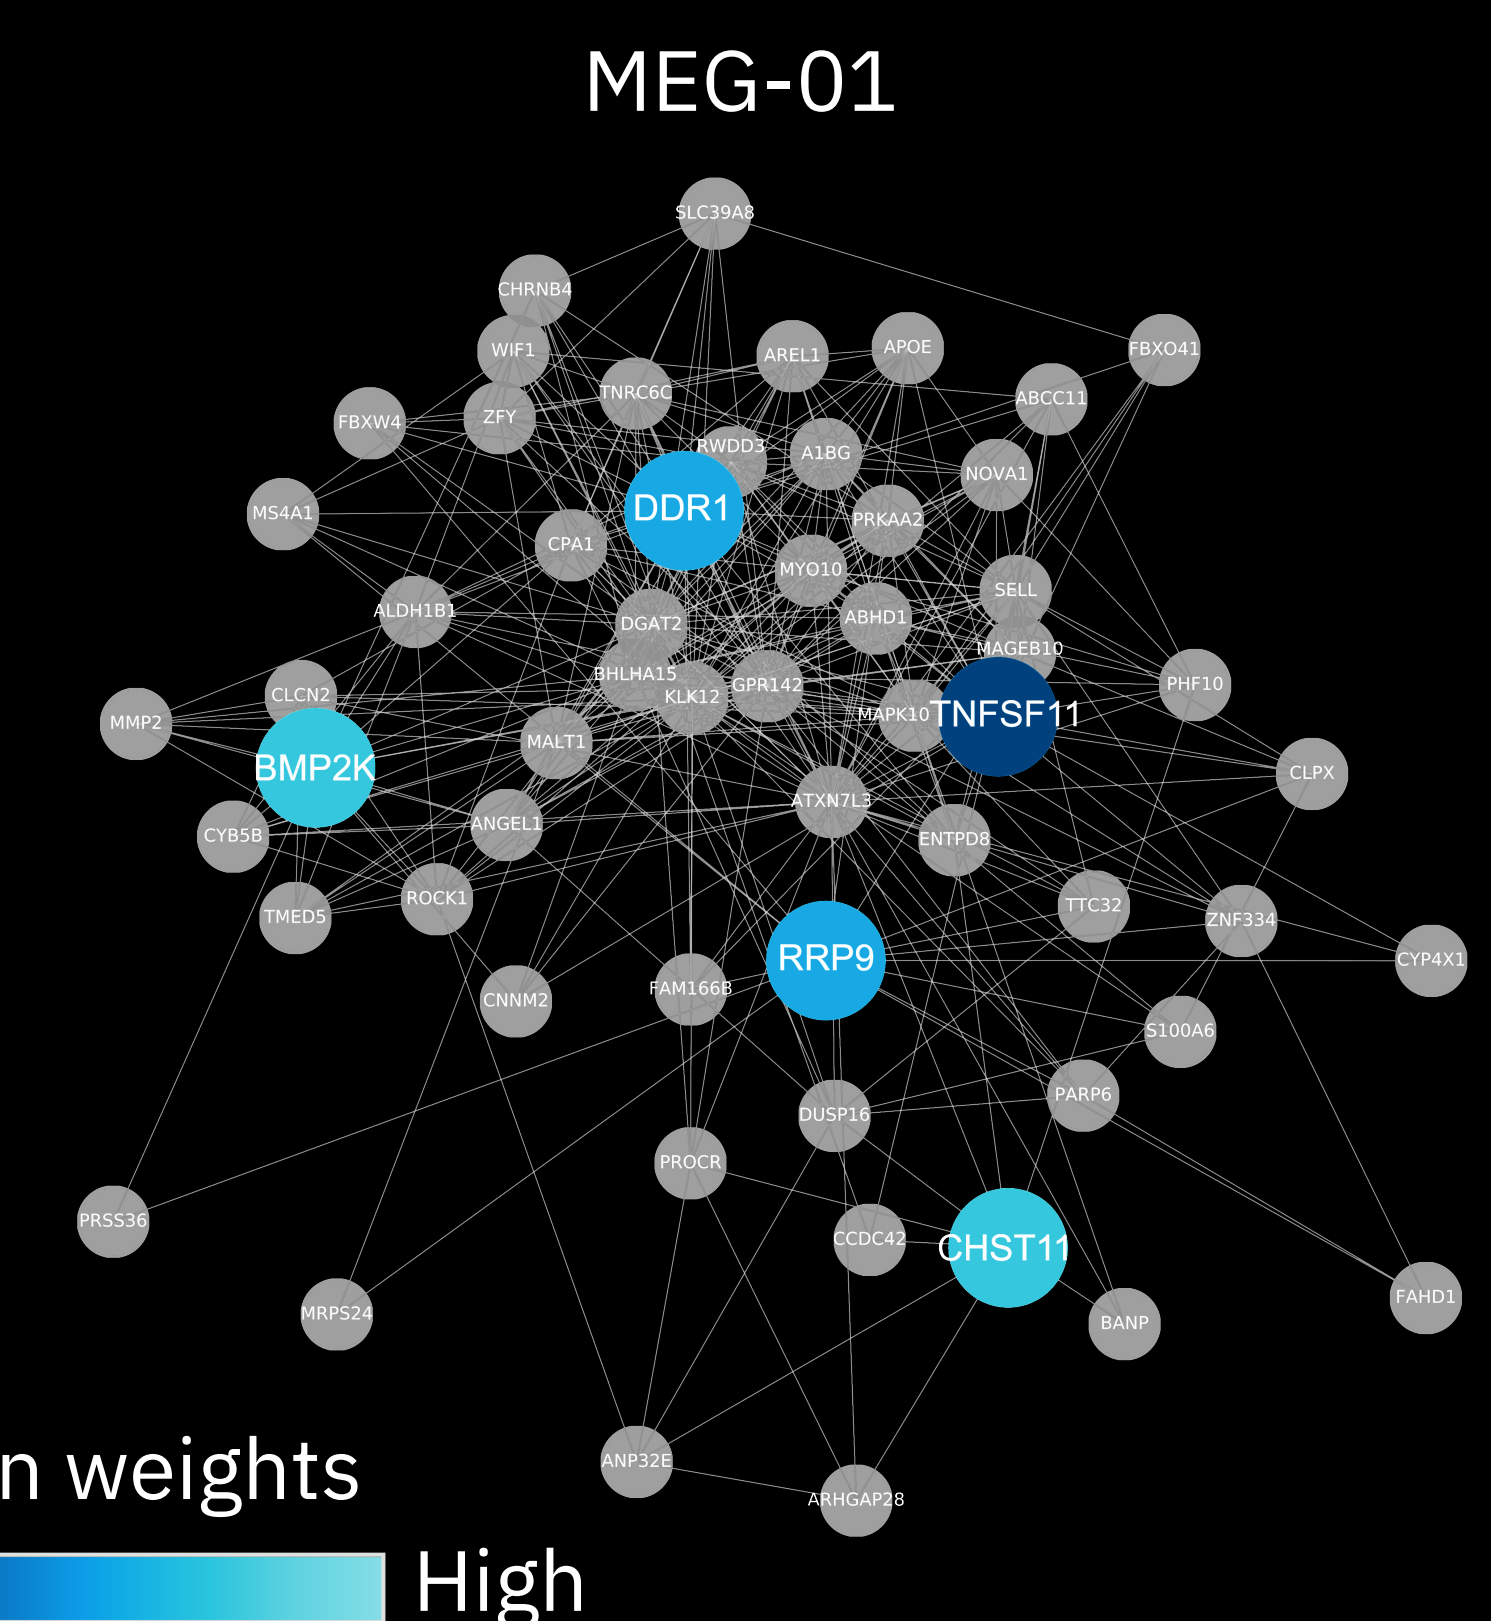 MEG-01
SLC39A8
CHRNB4
WIF1
AREL1
APOE
FBXO41
TNRC6C
ABCC11
FBXW4
ZFY
RWDD3
A1BG
NOVA1
MS4A1
DDR1
PRKAA2
CPA1
MYO10
SELL
ALDH1B1
DGAT2
ABHD1
MAGEB10
BHLHA15
KLK12
GPR142
PHF10
CLCN2
MMP2
MAPK10
TNFSF11
MALT1
BMP2K
CLPX
ATXN7L3
CYB5B
ANGEL1
ENTPD8
ROCK1
TMED5
TTC32
ZNF334
RRP9
CYP4X1
FAM166B
CNNM2
S100A6
PARP6
DUSP16
PROCR
PRSS36
CCDC42
CHST11
MRPS24
BANP
FAHD1
ANP32E
ARHGAP28
n weights
High